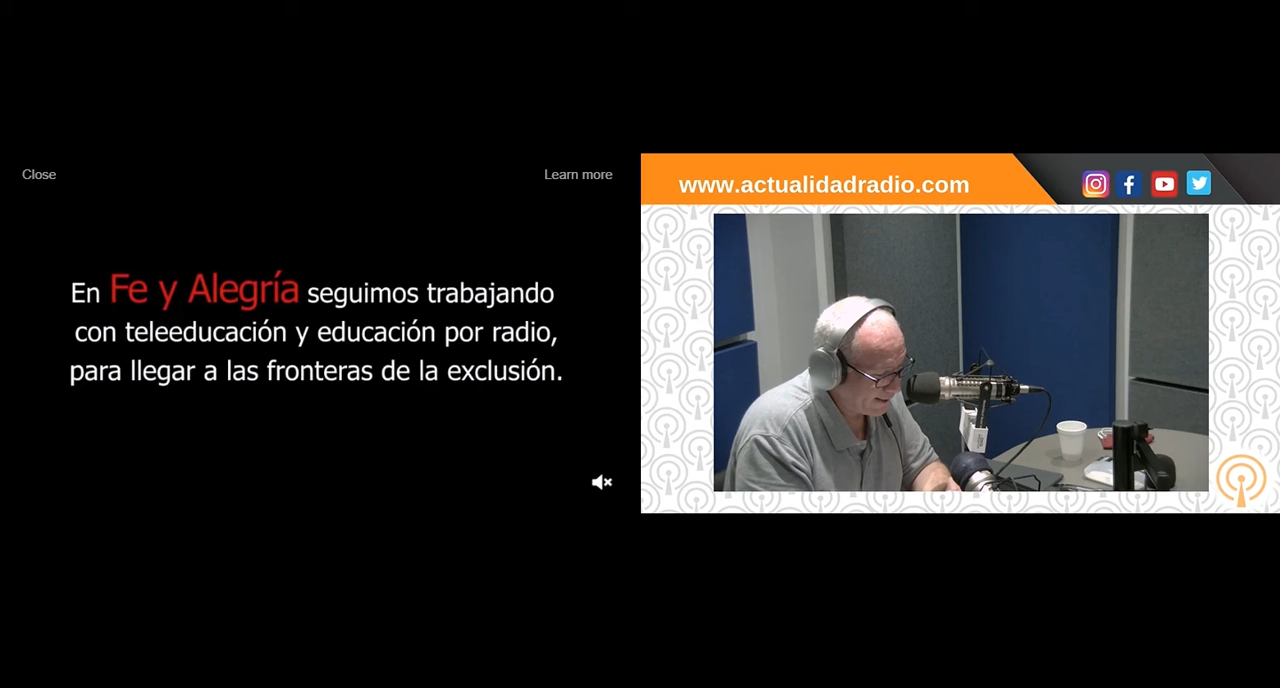 Close
Learn more
En Fe y Alegría seguimos trabajando
con teleeducación y educación por radio,
para llegar a las fronteras de la exclusión.
www.actualidadradio.com